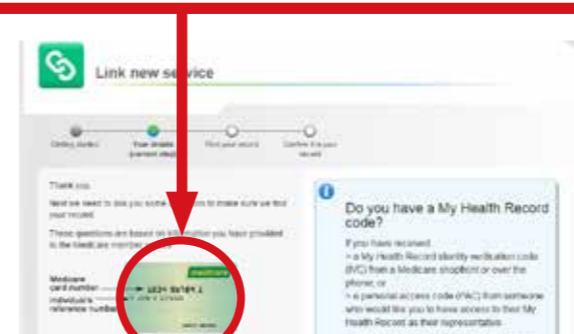 Link new service
Getting started
Your details
(current step)
Find your record
Confirm it is your
record
Thank you.
Next we need to ask you some to make sure we find
your record.
These questions are based on information you have provided
to the Medicare
Medicare
card number
Individual's
reference number
medicare
Do you have a My Health Record
code?
If you have received
> a My Health Record identity verification code
(IVC) from a Medicare shopfront or over the
phone; or
> a personal access code (PAC) from someone
who would like you to have access to their My
Health Record as their representative